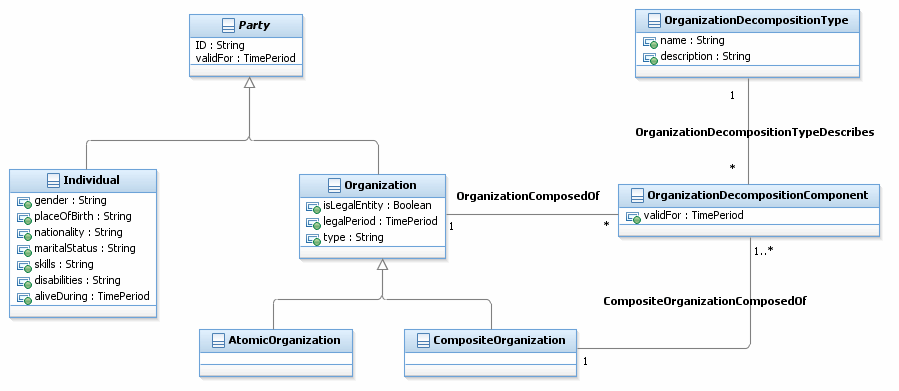 Party
ID : String
validFor : TimePeriod
OrganizationDecompositionType
name : String
description : String
1
OrganizationDecompositionTypeDescribes
*
Individual
gender : String
placeOfBirth : String
nationality : String
maritalStatus : String
skills : String
disabilities : String
aliveDuring : TimePeriod
Organization
isLegalEntity : Boolean
legalPeriod : TimePeriod
type : String
OrganizationComposedOf
1
*
OrganizationDecompositionComponent
validFor : TimePeriod
1..*
CompositeOrganizationComposedOf
AtomicOrganization
CompositeOrganization
1